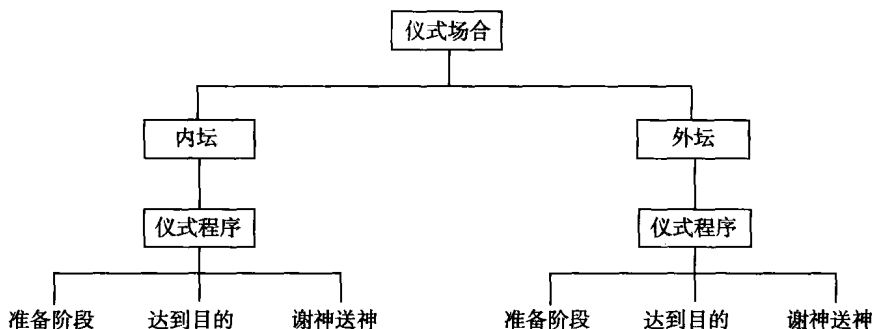 仪式场合
内坛 外坛
仪式程序 仪式程序
准备阶段 达到目的 谢神送神 准备阶段 达到目的 谢神送神